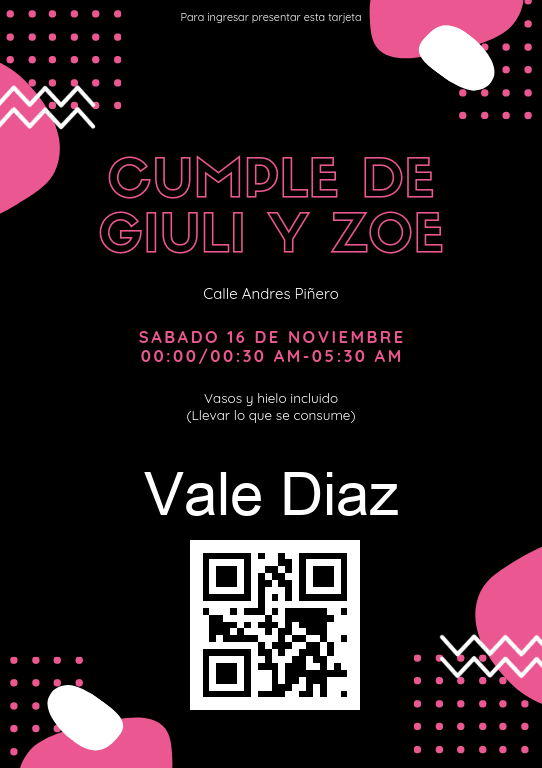 Para ingresar presentar esta tarjeta
CUMPLE DE
GIULI Y ZOE
Calle Andres Piñero
SABADO 16 DE NOVIEMBRE
00:00/00:30 AM-05:30 AM
Vasos y hielo incluido
(Llevar lo que se consume)
Vale Diaz